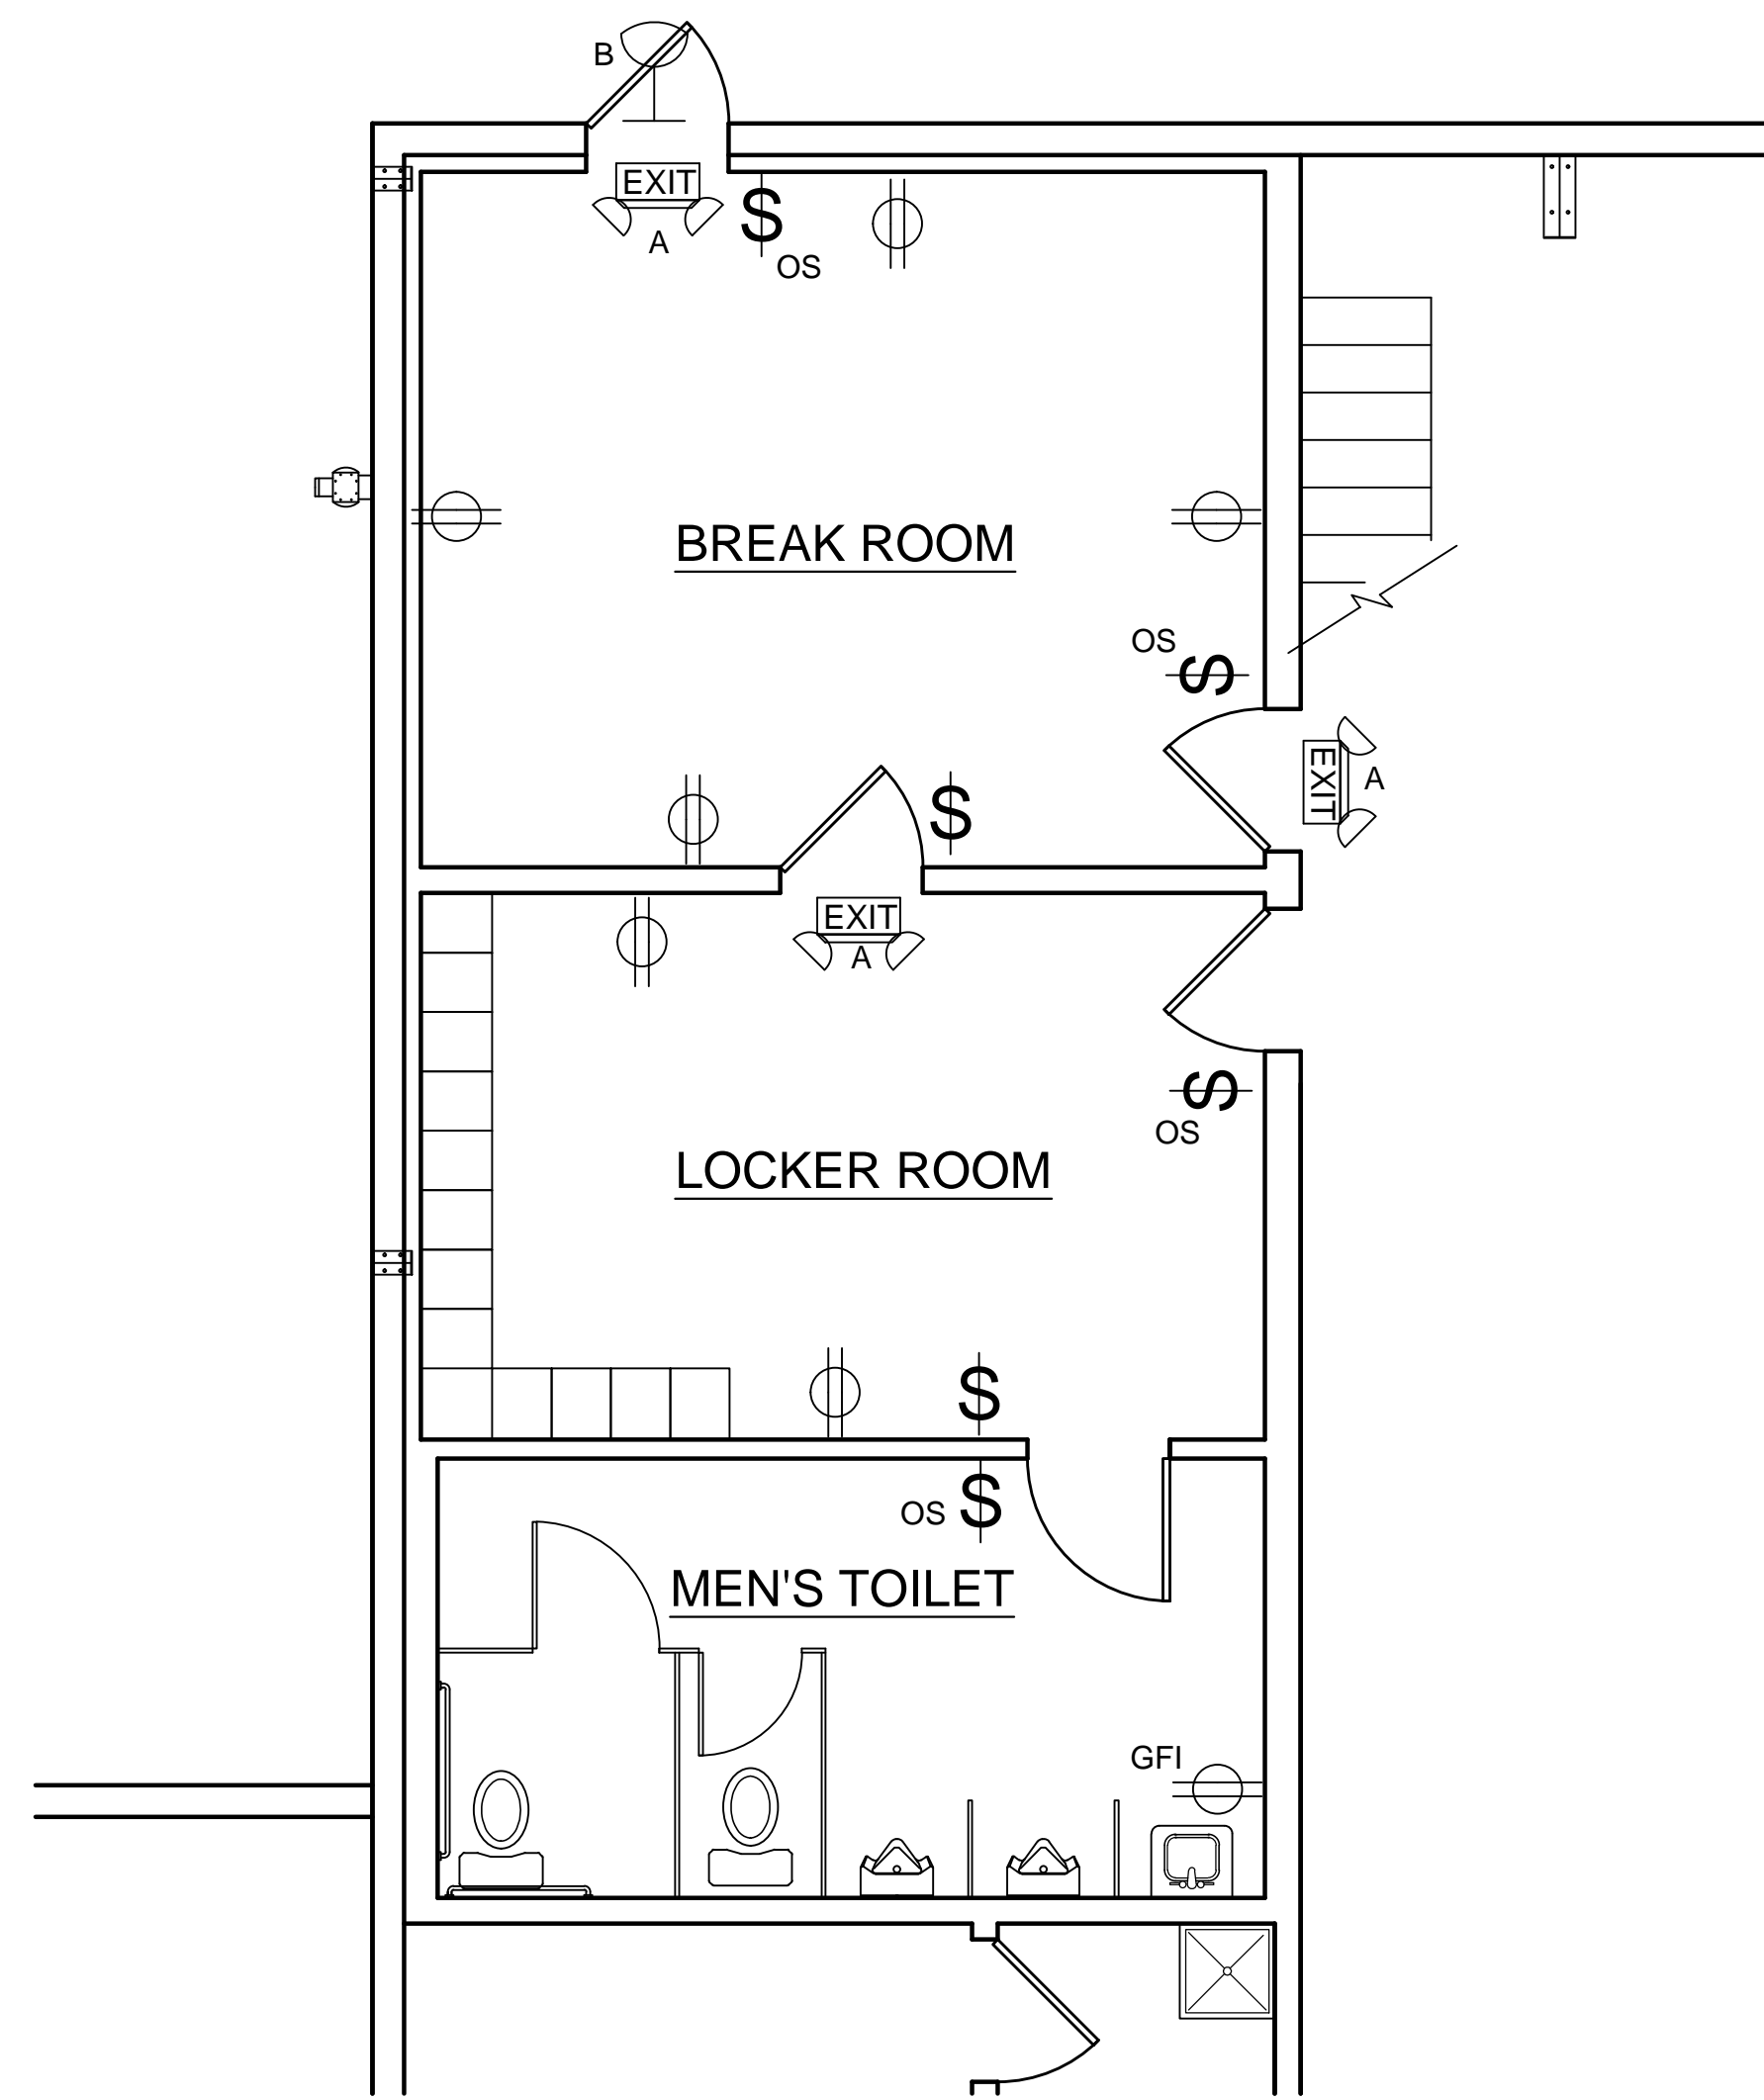 B
EXIT
A
$
OS
BREAK ROOM
OS
$
EXIT
A
$
EXIT
A
$
OS
LOCKER ROOM
$
OS $
MEN'S TOILET
GFI